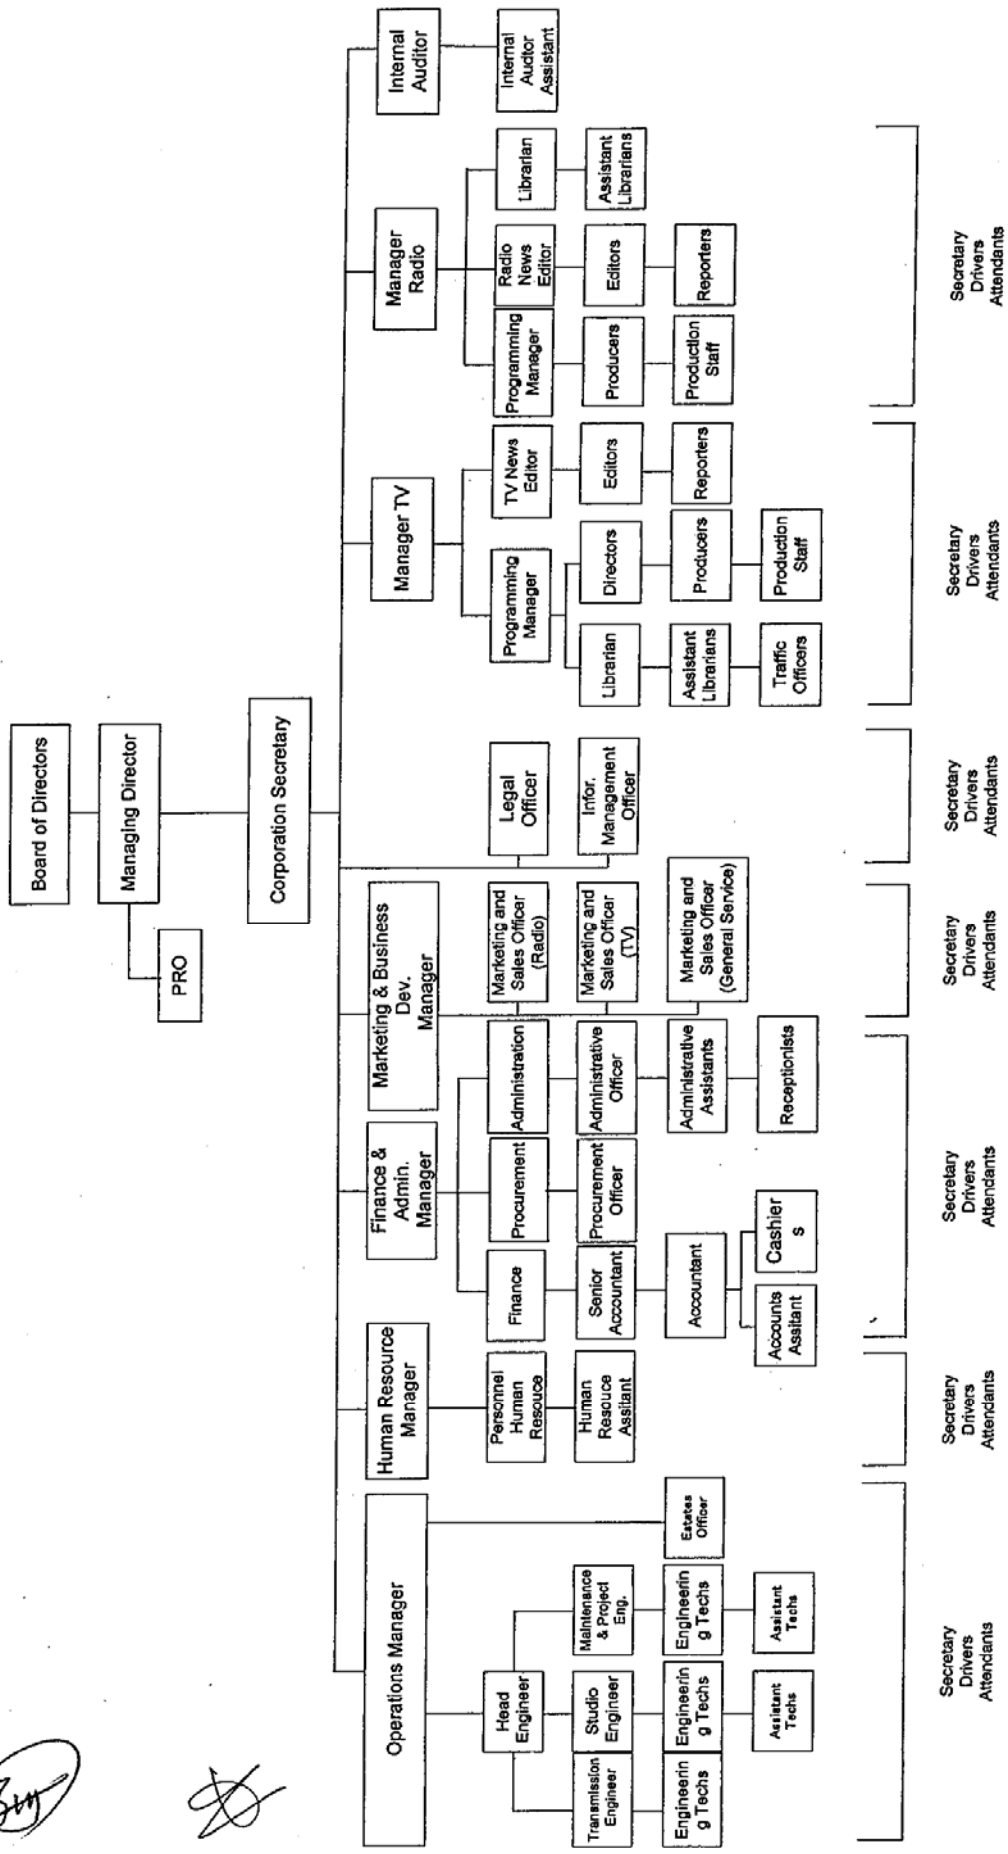 Board of Directors
Managing Director
PRO
Corporation Secretary
Operations Manager
Human Resource
Manager
Finance &
Admin.
Manager
Marketing & Business
Dev.
Manager
Manager TV
Manager
Radio
Internal
Auditor
Head
Engineer
Personnel
Human
Resouce
Finance
Procurement
Administration
Marketing and
Sales Officer
(Radio)
Legal
Officer
Programming
Manager
TV News
Editor
Programming
Manager
Radio
News
Editor
Librarian
Internal
Audtor
Assistant
Transmission
Engineer
Studio
Engineer
Maintenance
& Project
Eng.
Human
Resouce
Assitant
Senior
Accountant
Procurement
Officer
Administrative
Officer
Marketing and
Sales Officer
(TV)
Infor.
Management
Officer
Librarian
Directors
Editors
Producers
Editors
Assistant
Librarians
Engineerin
g Techs
Engineerin
g Techs
Engineerin
g Techs
Estates
Officer
Accountant
Administrative
Assistants
Marketing and
Sales Officer
(General Service)
Assistant
Librarians
Producers
Reporters
Production
Staff
Reporters
Assistant
Techs
Assistant
Techs
Accounts
Assitant
Cashier
s
Receptionists
Traffic
Officers
Production
Staff
Secretary
Drivers
Attendants
Secretary
Drivers
Attendants
Secretary
Drivers
Attendants
Secretary
Drivers
Attendants
Secretary
Drivers
Attendants
Secretary
Drivers
Attendants
Secretary
Drivers
Attendants